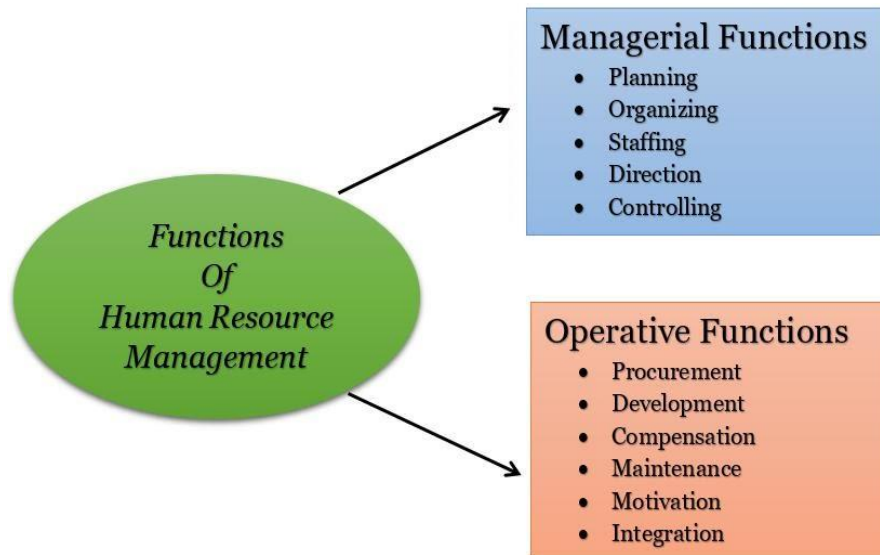 Functions
Of
Human Resource
Management
Managerial Functions
• Planning
• Organizing
• Staffing
• Direction
• Controlling
Operative Functions
• Procurement
• Development
• Compensation
• Maintenance
• Motivation
• Integration